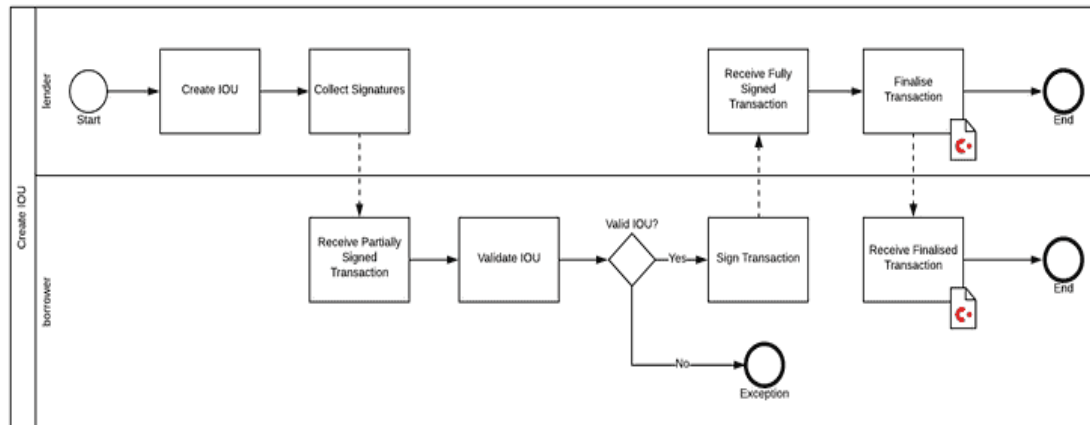 Create IOU
lender
Start
Create IOU
Collect Signatures
Receive Fully
Signed
Transaction
Finalise
Transaction
End
borrower
Receive Partially
Signed
Transaction
Validate IOU
Valid IOU?
Yes
Sign Transaction
Receive Finalised
Transaction
End
No
Exception